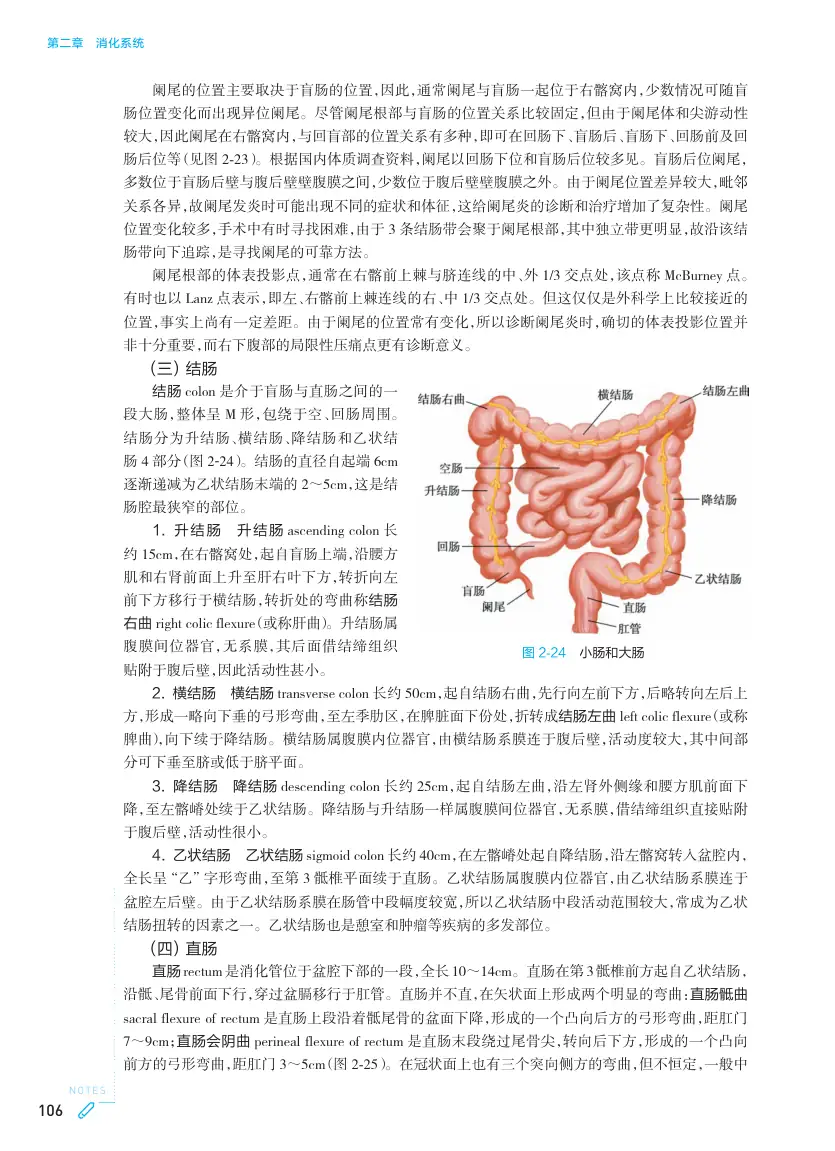 第二章 消化系统
阑尾的位置主要取决于盲肠的位置,因此,通常阑尾与盲肠一起位于右髂窝内,少数情况可随盲
肠位置变化而出现异位阑尾。尽管阑尾根部与盲肠的位置关系比较固定,但由于阑尾体和尖游动性
较大,因此阑尾在右髂窝内,与回盲部的位置关系有多种,即可在回肠下、盲肠后、盲肠下、回肠前及回
肠后位等(见图 2-23)。根据国内体质调查资料,阑尾以回肠下位和盲肠后位较多见。盲肠后位阑尾,
多数位于盲肠后壁与腹后壁壁腹膜之间,少数位于腹后壁壁腹膜之外。由于阑尾位置差异较大,毗邻
关系各异,故阑尾发炎时可能出现不同的症状和体征,这给阑尾炎的诊断和治疗增加了复杂性。阑尾
位置变化较多,手术中有时寻找困难,由于 3 条结肠带会聚于阑尾根部,其中独立带更明显,故沿该结
肠带向下追踪,是寻找阑尾的可靠方法。
阑尾根部的体表投影点,通常在右髂前上棘与脐连线的中、外 1/3 交点处,该点称 McBurney 点。
有时也以 Lanz 点表示,即左、右髂前上棘连线的右、中 1/3 交点处。但这仅仅是外科学上比较接近的
位置,事实上尚有一定差距。由于阑尾的位置常有变化,所以诊断阑尾炎时,确切的体表投影位置并
非十分重要,而右下腹部的局限性压痛点更有诊断意义。
(三)结肠
结肠 colon 是介于盲肠与直肠之间的一
段大肠,整体呈 M 形,包绕于空、回肠周围。
结肠分为升结肠、横结肠、降结肠和乙状结
肠 4 部分(图 2-24)。结肠的直径自起端 6cm
逐渐递减为乙状结肠末端的 2～5cm,这是结
肠腔最狭窄的部位。
1. 升结肠 升结肠 ascending colon 长
约 15cm,在右髂窝处,起自盲肠上端,沿腰方
肌和右肾前面上升至肝右叶下方,转折向左
前下方移行于横结肠,转折处的弯曲称结肠
右曲 right colic flexure(或称肝曲)。升结肠属
腹膜间位器官,无系膜,其后面借结缔组织
贴附于腹后壁,因此活动性甚小。
结肠右曲
横结肠
结肠左曲
空肠
升结肠
降结肠
回肠
乙状结肠
盲肠
阑尾
直肠
肛管
图 2-24 小肠和大肠
2. 横结肠 横结肠 transverse colon 长约 50cm,起自结肠右曲,先行向左前下方,后略转向左后上
方,形成一略向下垂的弓形弯曲,至左季肋区,在脾脏面下份处,折转成结肠左曲 left colic flexure(或称
脾曲),向下续于降结肠。横结肠属腹膜内位器官,由横结肠系膜连于腹后壁,活动度较大,其中间部
分可下垂至脐或低于脐平面。
3. 降结肠 降结肠 descending colon 长约 25cm,起自结肠左曲,沿左肾外侧缘和腰方肌前面下
降,至左髂嵴处续于乙状结肠。降结肠与升结肠一样属腹膜间位器官,无系膜,借结缔组织直接贴附
于腹后壁,活动性很小。
4. 乙状结肠 乙状结肠 sigmoid colon 长约 40cm,在左髂嵴处起自降结肠,沿左髂窝转入盆腔内,
全长呈“乙”字形弯曲,至第 3 骶椎平面续于直肠。乙状结肠属腹膜内位器官,由乙状结肠系膜连于
盆腔左后壁。由于乙状结肠系膜在肠管中段幅度较宽,所以乙状结肠中段活动范围较大,常成为乙状
结肠扭转的因素之一。乙状结肠也是憩室和肿瘤等疾病的多发部位。
(四)直肠
直肠 rectum 是消化管位于盆腔下部的一段,全长 10～14cm。直肠在第 3 骶椎前方起自乙状结肠,
沿骶、尾骨前面下行,穿过盆膈移行于肛管。直肠并不直,在矢状面上形成两个明显的弯曲:直肠骶曲
sacral flexure of rectum 是直肠上段沿着骶尾骨的盆面下降,形成的一个凸向后方的弓形弯曲,距肛门
7～9cm;直肠会阴曲 perineal flexure of rectum 是直肠末段绕过尾骨尖,转向后下方,形成的一个凸向
前方的弓形弯曲,距肛门 3～5cm(图 2-25)。在冠状面上也有三个突向侧方的弯曲,但不恒定,一般中
NOTES
106